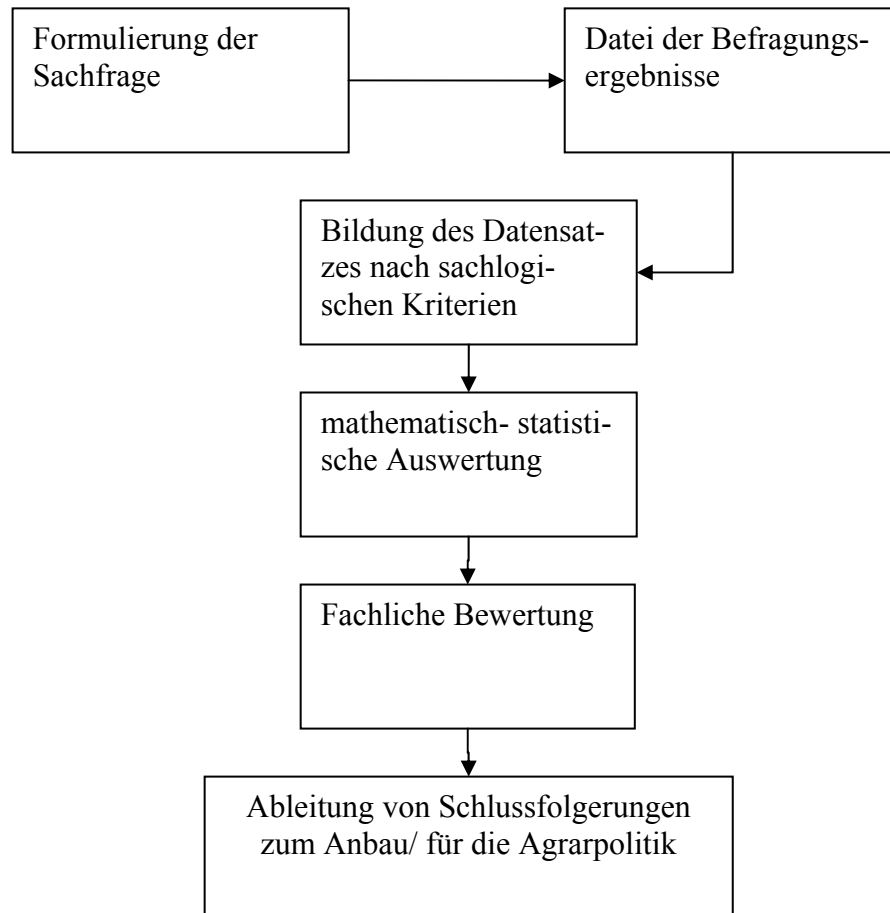 Formulierung der
Sachfrage
Datei der Befragungs-
ergebnisse
Bildung des Datensat-
zes nach sachlogi-
schen Kriterien
mathematisch- statisti-
sche Auswertung
Fachliche Bewertung
Ableitung von Schlussfolgerungen
zum Anbau/ für die Agrarpolitik